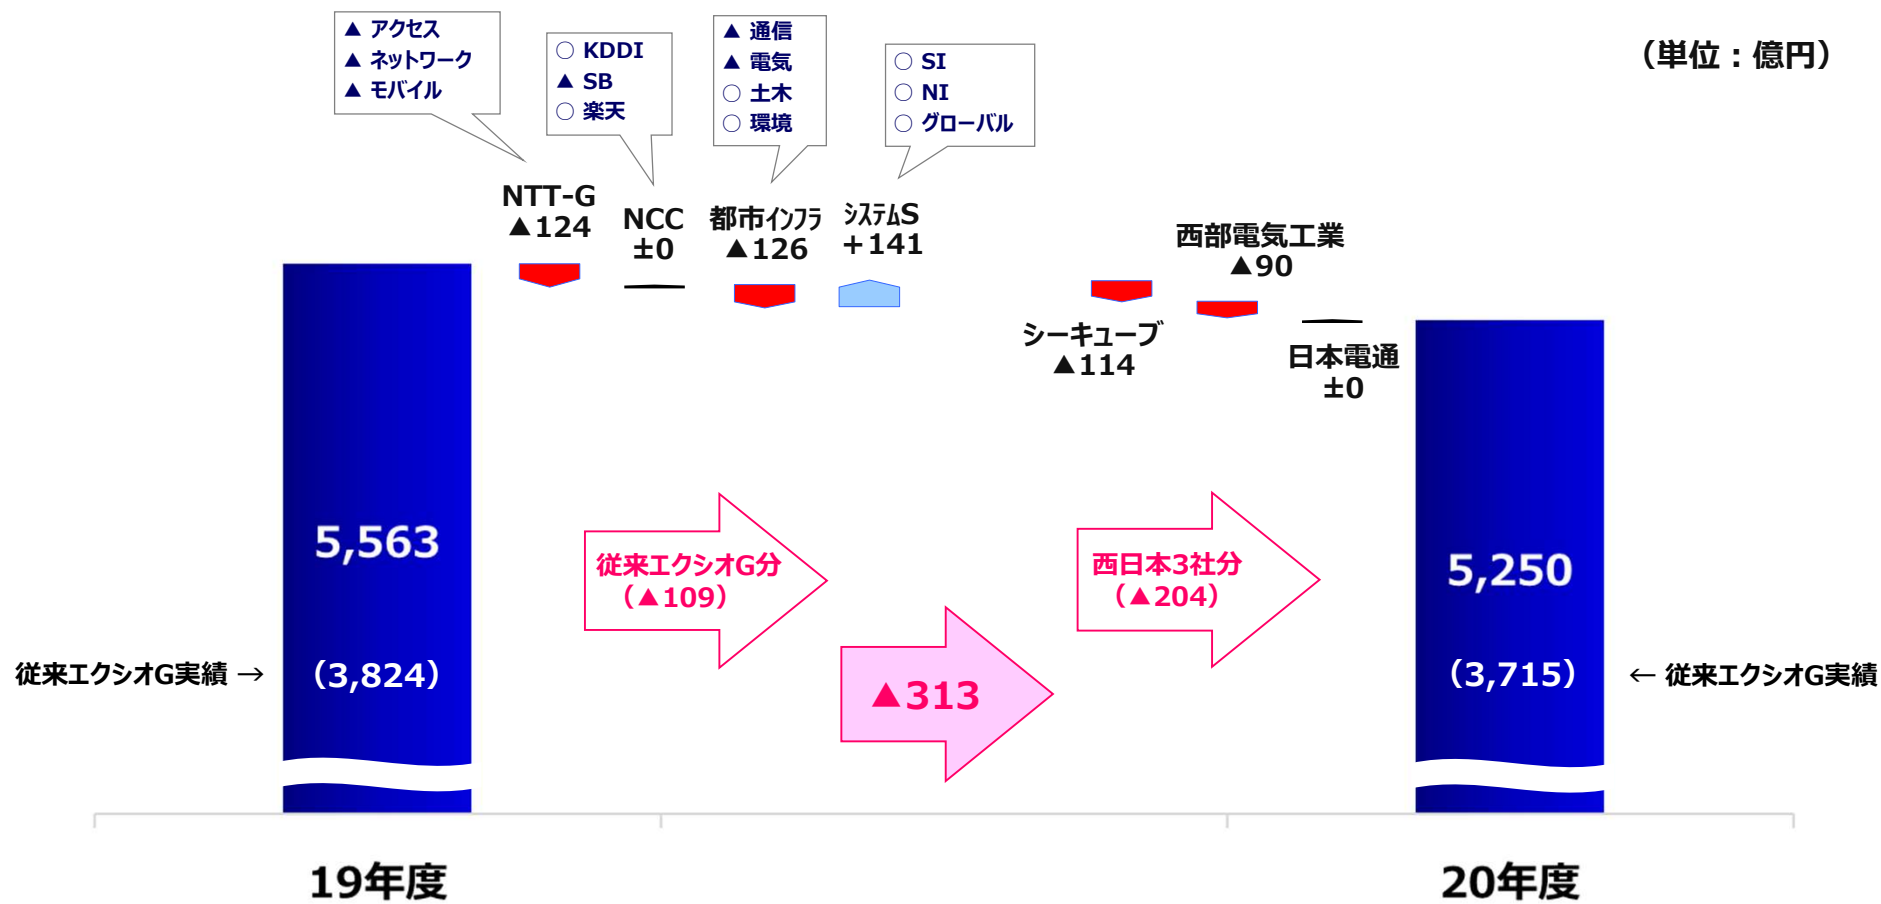 （単位：億円）
▲ アクセス
▲ ネットワーク
▲ モバイル
○ KDDI
▲ SB
○ 楽天
▲ 通信
▲ 電気
○ 土木
○ 環境
○ SI
○ NI
○ グローバル
NTT-G
▲124
NCC
±0
都市インフラ
▲126
システムS
＋141
シーキューブ
▲114
西部電気工業
▲90
日本電通
±0
5,563
（3,824）
従来エクシオG実績 →
従来エクシオG分
（▲109）
▲313
西日本3社分
（▲204）
5,250
（3,715）
← 従来エクシオG実績
19年度
20年度